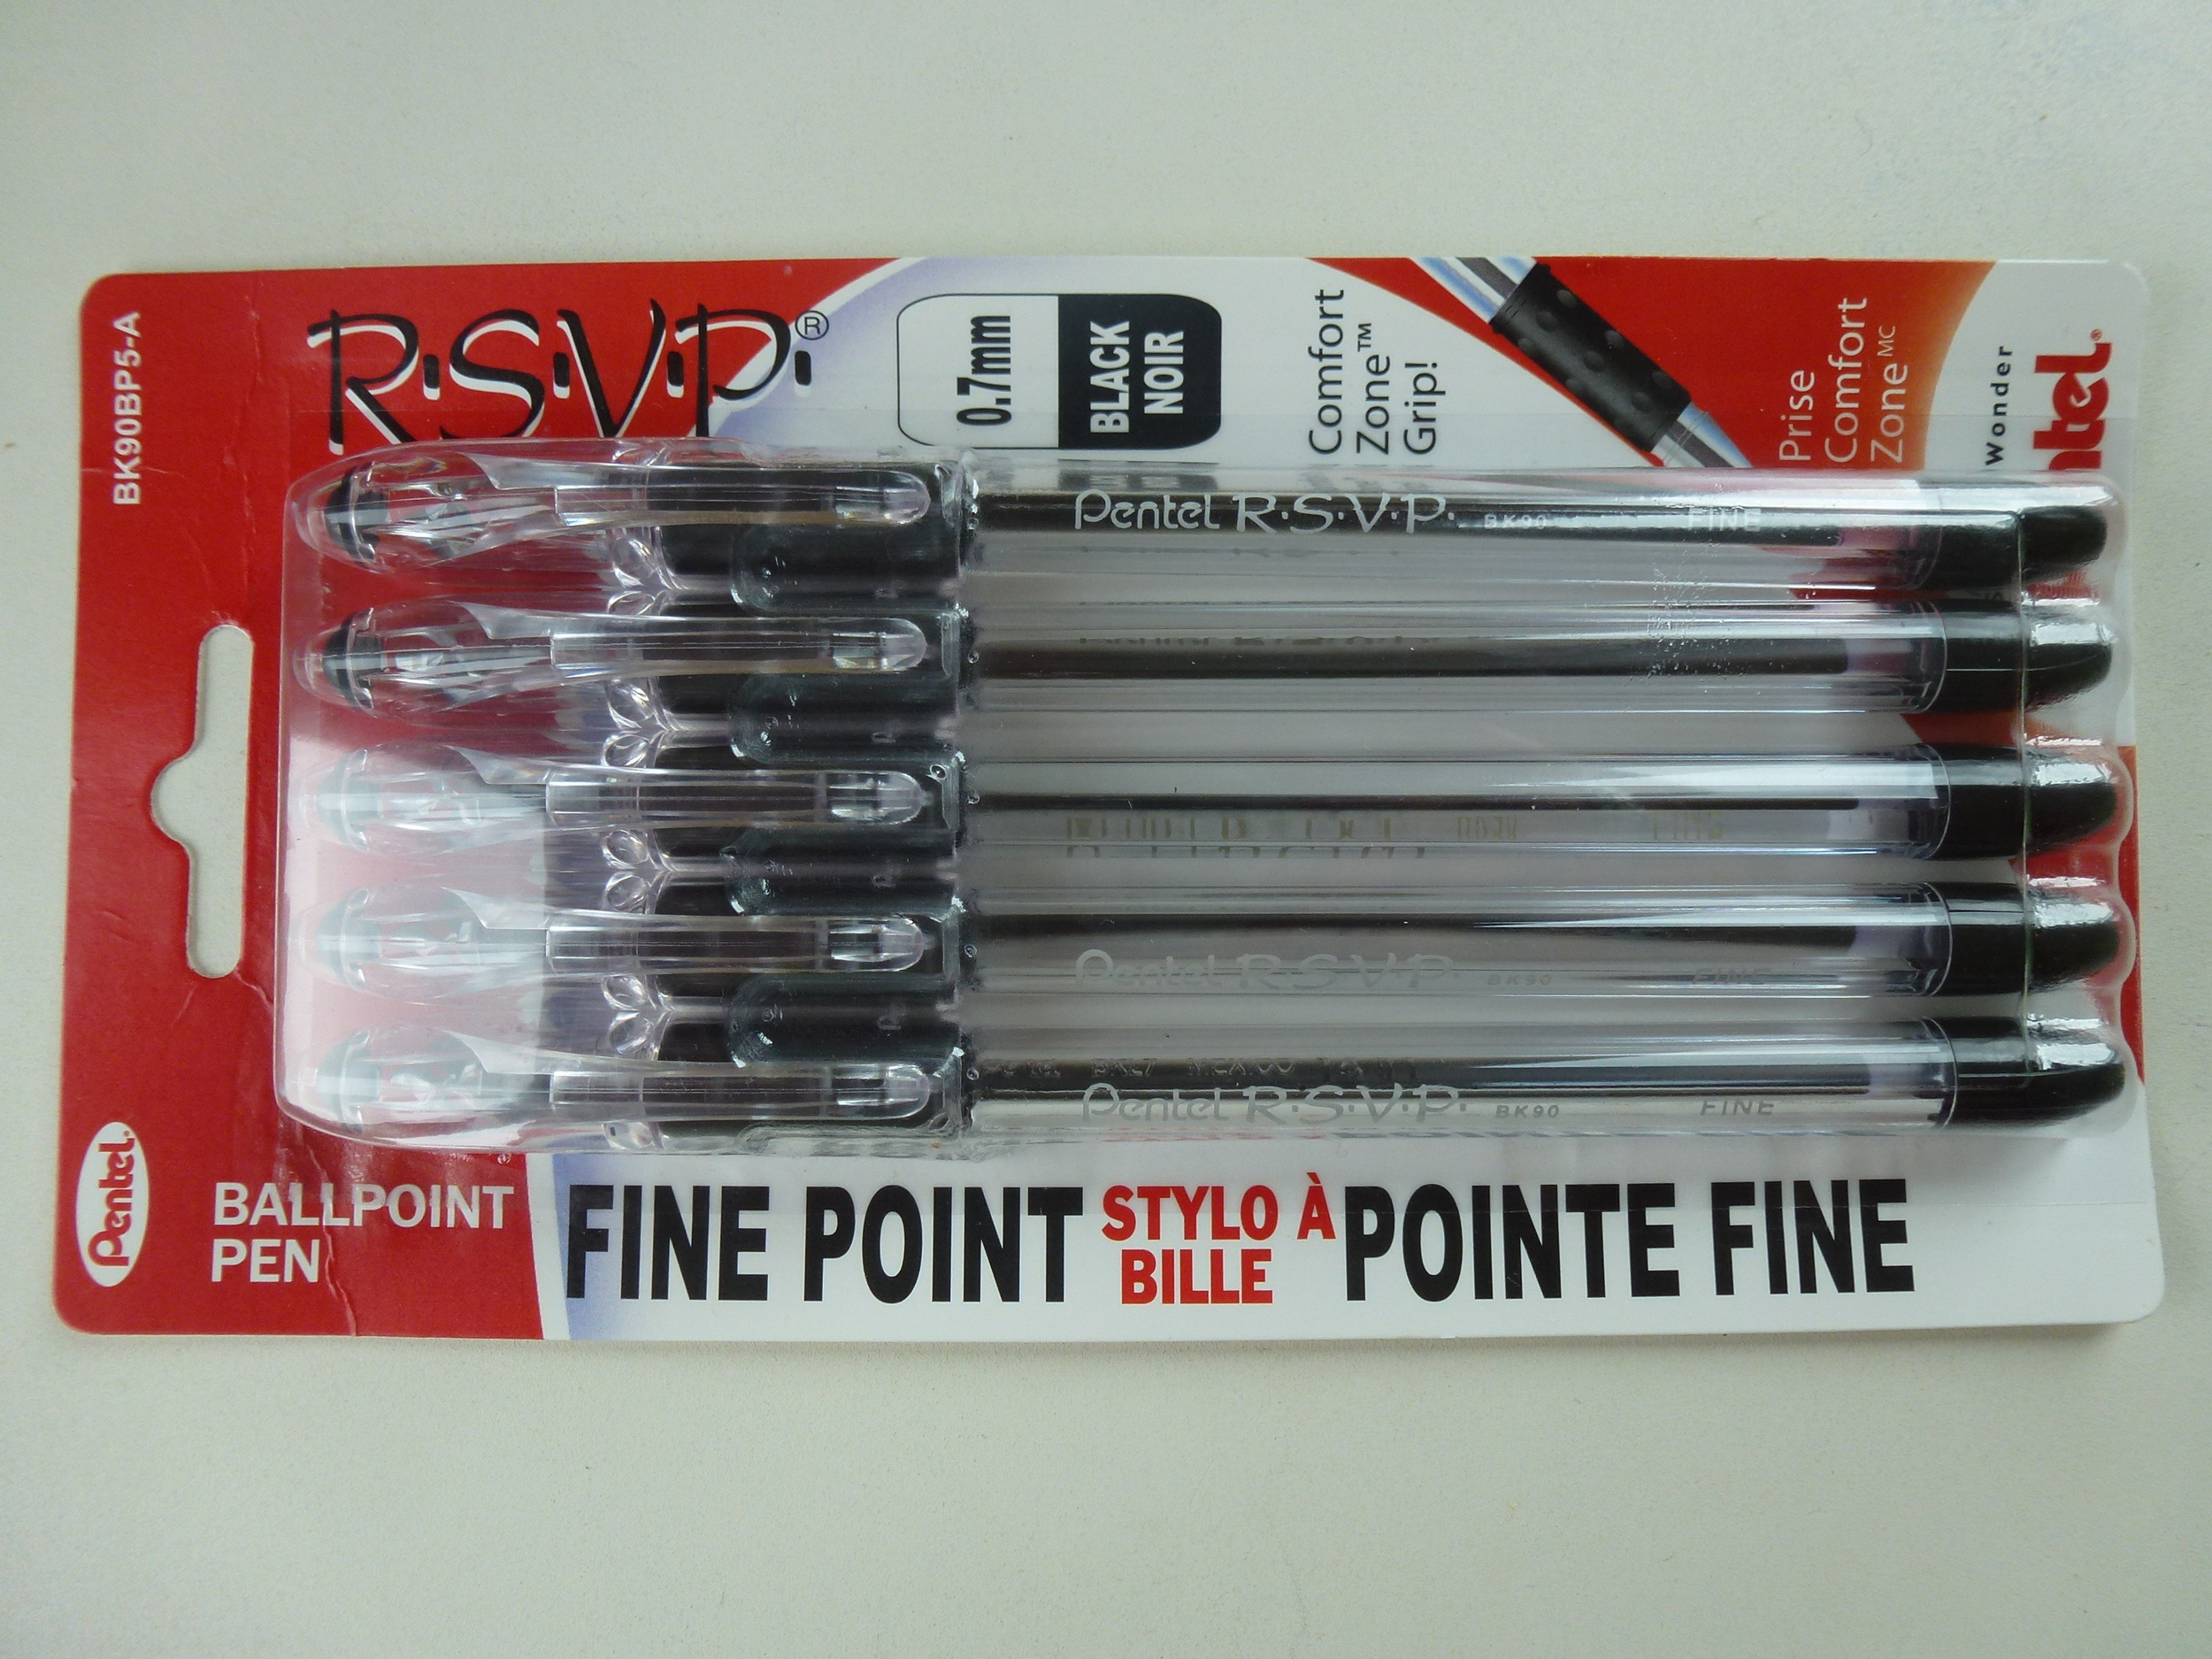 BK90BP5-A
R·S·V·P·®
0.7mm
BLACK
NOIR
Comfort
Zone™
Grip!
Prise
Comfort
Zone MC
Wonder
Pentel R·S·V·P· BK90 FINE
Pentel R·S·V·P· BK90 FINE
MEXICO
Pentel R·S·V·P· BK90 FINE
Pentel®
BALLPOINT
PEN
FINE POINT
STYLO À
BILLE
POINTE FINE